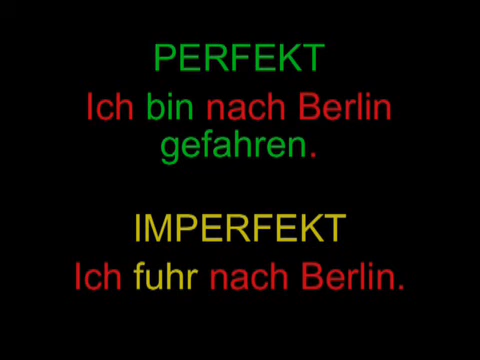 PERFEKT
Ich bin nach Berlin
gefahren.
IMPERFEKT
Ich fuhr nach Berlin.